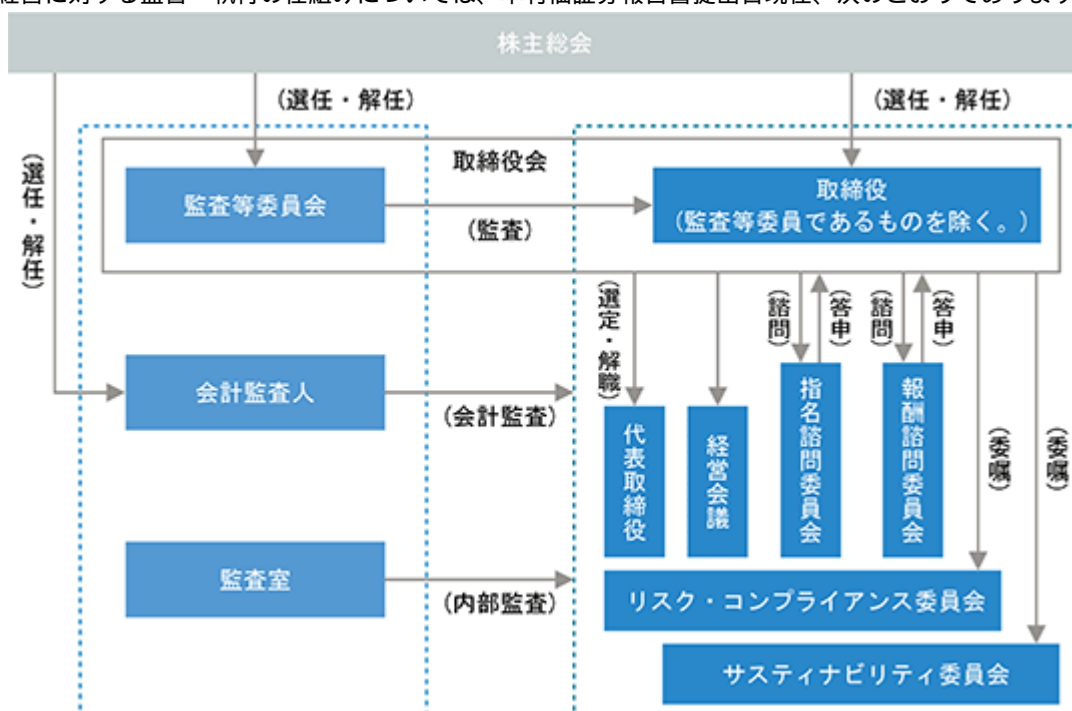 経営に対する監督・執行の仕組みについては、本有価証券報告書提出日現在、次のとおりであります
株主総会
(選任・解任)
(選任・解任)
(選任・解任)
取締役会
監査等委員会
(監査)
取締役
(監査等委員であるものを除く。)
(選定・解職)
(諮問)
(答申)
(諮問)
(答申)
(委嘱)
(委嘱)
会計監査人
(会計監査)
代表取締役
経営会議
指名諮問委員会
報酬諮問委員会
監査室
(内部監査)
リスク・コンプライアンス委員会
サスティナビリティ委員会